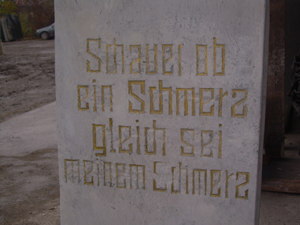 Schauet ob
ein Schmerz
gleich sei
meinem Schmerz